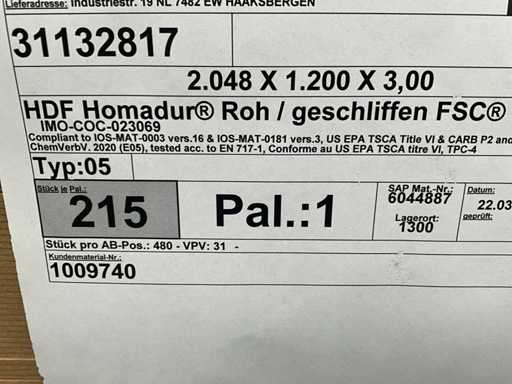 Lieferadresse: Industriestr. 19 NL 7482 EW HAAKSBERGEN
31132817
2.048 X 1.200 X 3,00
HDF Homadur® Roh / geschliffen FSC®
IMO-COC-023069
Compliant to IOS-MAT-0003 vers.16 & IOS-MAT-0181 vers.3, US EPA TSCA Title VI & CARB P2 and
ChemVerbV. 2020 (E05), tested acc. to EN 717-1, Conforme au US EPA TSCA titre VI, TPC-4
Typ:05
Stück je Pal.: 215
Pal.:1
SAP Mat.-Nr.:
6044887
Lagerort:
1300
Datum:
22.03
geprüft:
Stück pro AB-Pos.: 480 - VPV: 31 -
Kundenmaterial-Nr.:
1009740